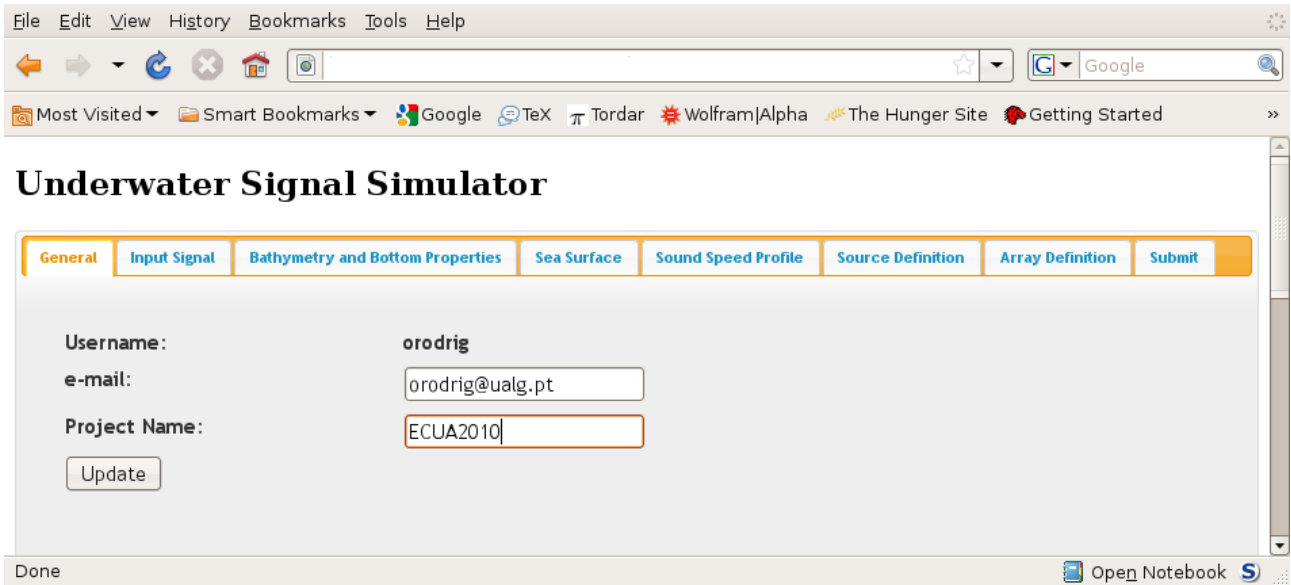 File Edit View History Bookmarks Tools Help
G Google
Most Visited Smart Bookmarks Google TeX π Tordar Wolfram|Alpha The Hunger Site Getting Started »
Underwater Signal Simulator
General Input Signal Bathymetry and Bottom Properties Sea Surface Sound Speed Profile Source Definition Array Definition Submit
Username: orodrig
e-mail: orodrig@ualg.pt
Project Name: ECUA2010
Update
Done Open Notebook S